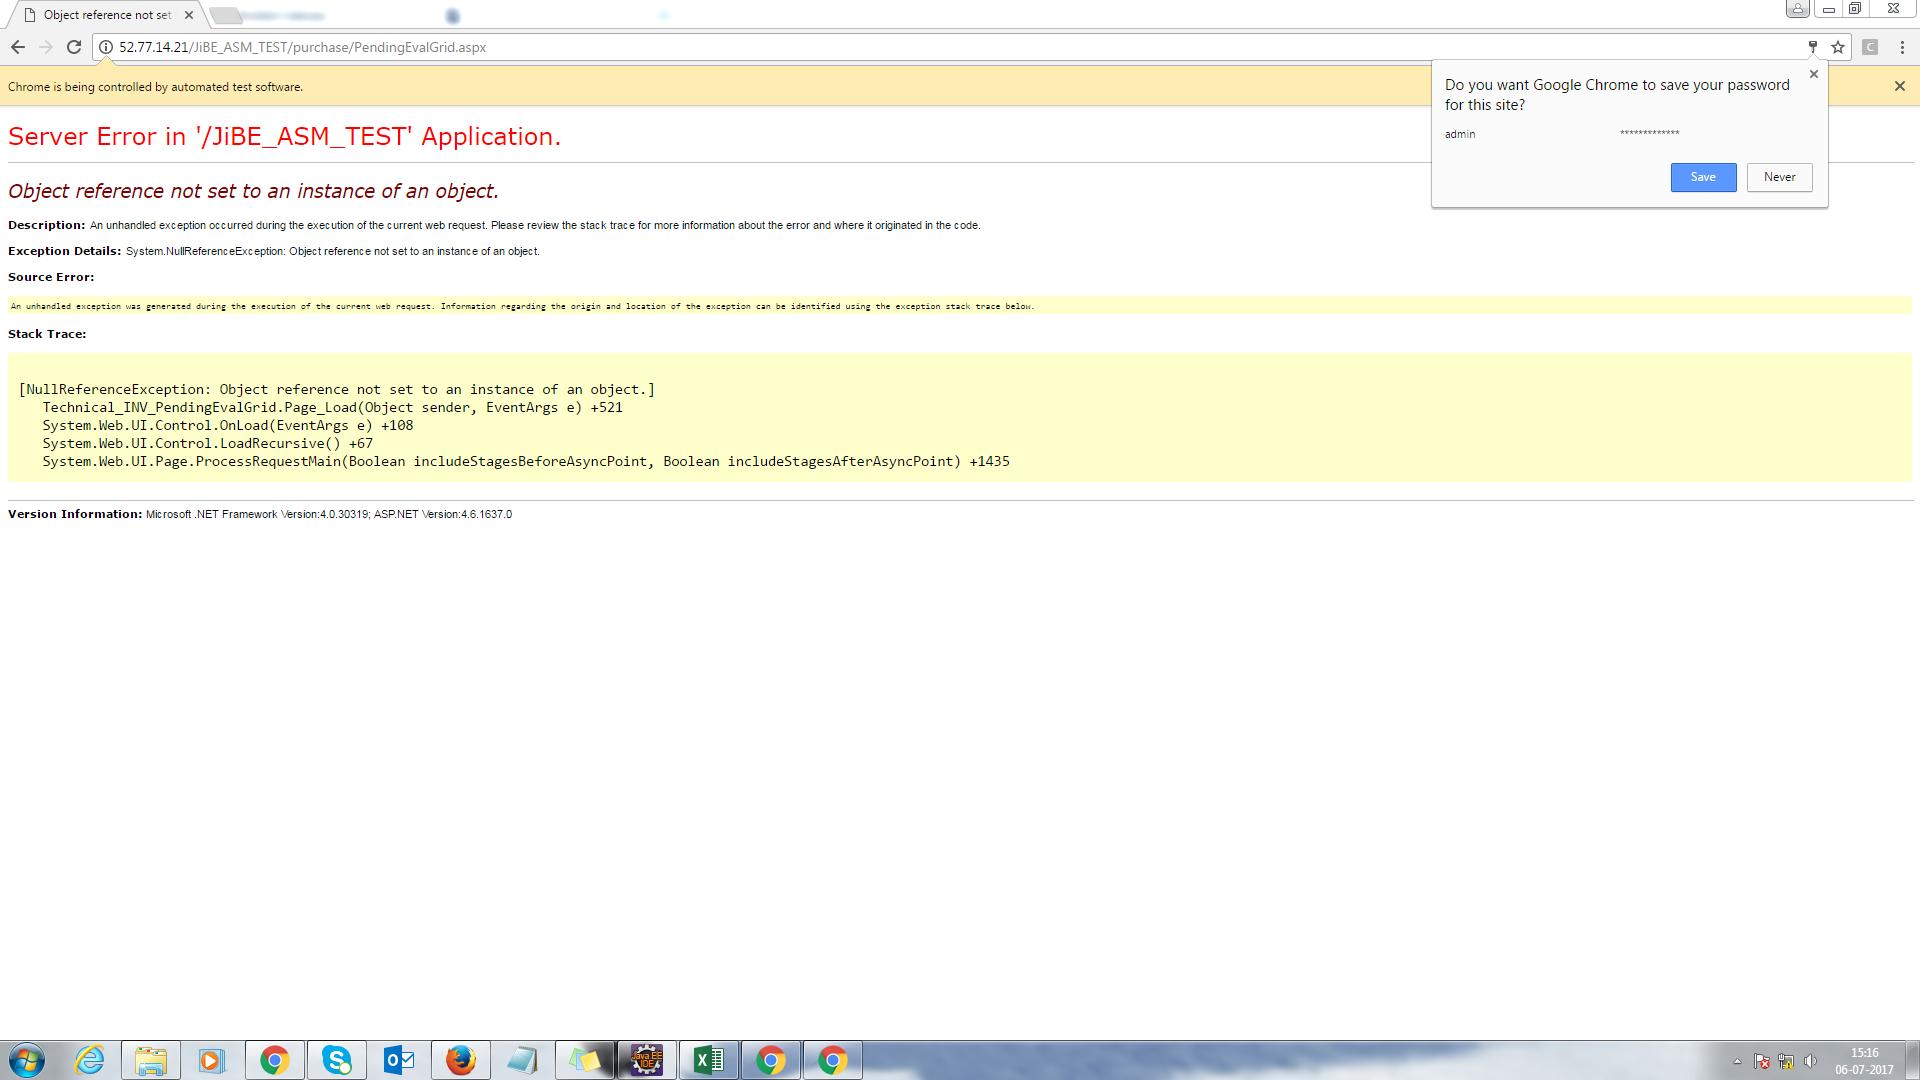 Object reference not set
52.77.14.21/JiBE_ASM_TEST/purchase/PendingEvalGrid.aspx
C
Chrome is being controlled by automated test software.
Do you want Google Chrome to save your password
for this site?
admin *************
Save Never
Server Error in '/JiBE_ASM_TEST' Application.
Object reference not set to an instance of an object.
Description: An unhandled exception occurred during the execution of the current web request. Please review the stack trace for more information about the error and where it originated in the code.
Exception Details: System.NullReferenceException: Object reference not set to an instance of an object.
Source Error:
An unhandled exception was generated during the execution of the current web request. Information regarding the origin and location of the exception can be identified using the exception stack trace below.
Stack Trace:
[NullReferenceException: Object reference not set to an instance of an object.]
Technical_INV_PendingEvalGrid.Page_Load(Object sender, EventArgs e) +521
System.Web.UI.Control.OnLoad(EventArgs e) +108
System.Web.UI.Control.LoadRecursive() +67
System.Web.UI.Page.ProcessRequestMain(Boolean includeStagesBeforeAsyncPoint, Boolean includeStagesAfterAsyncPoint) +1435
Version Information: Microsoft .NET Framework Version:4.0.30319; ASP.NET Version:4.6.1637.0
Java EE
IDE
15:16
06-07-2017